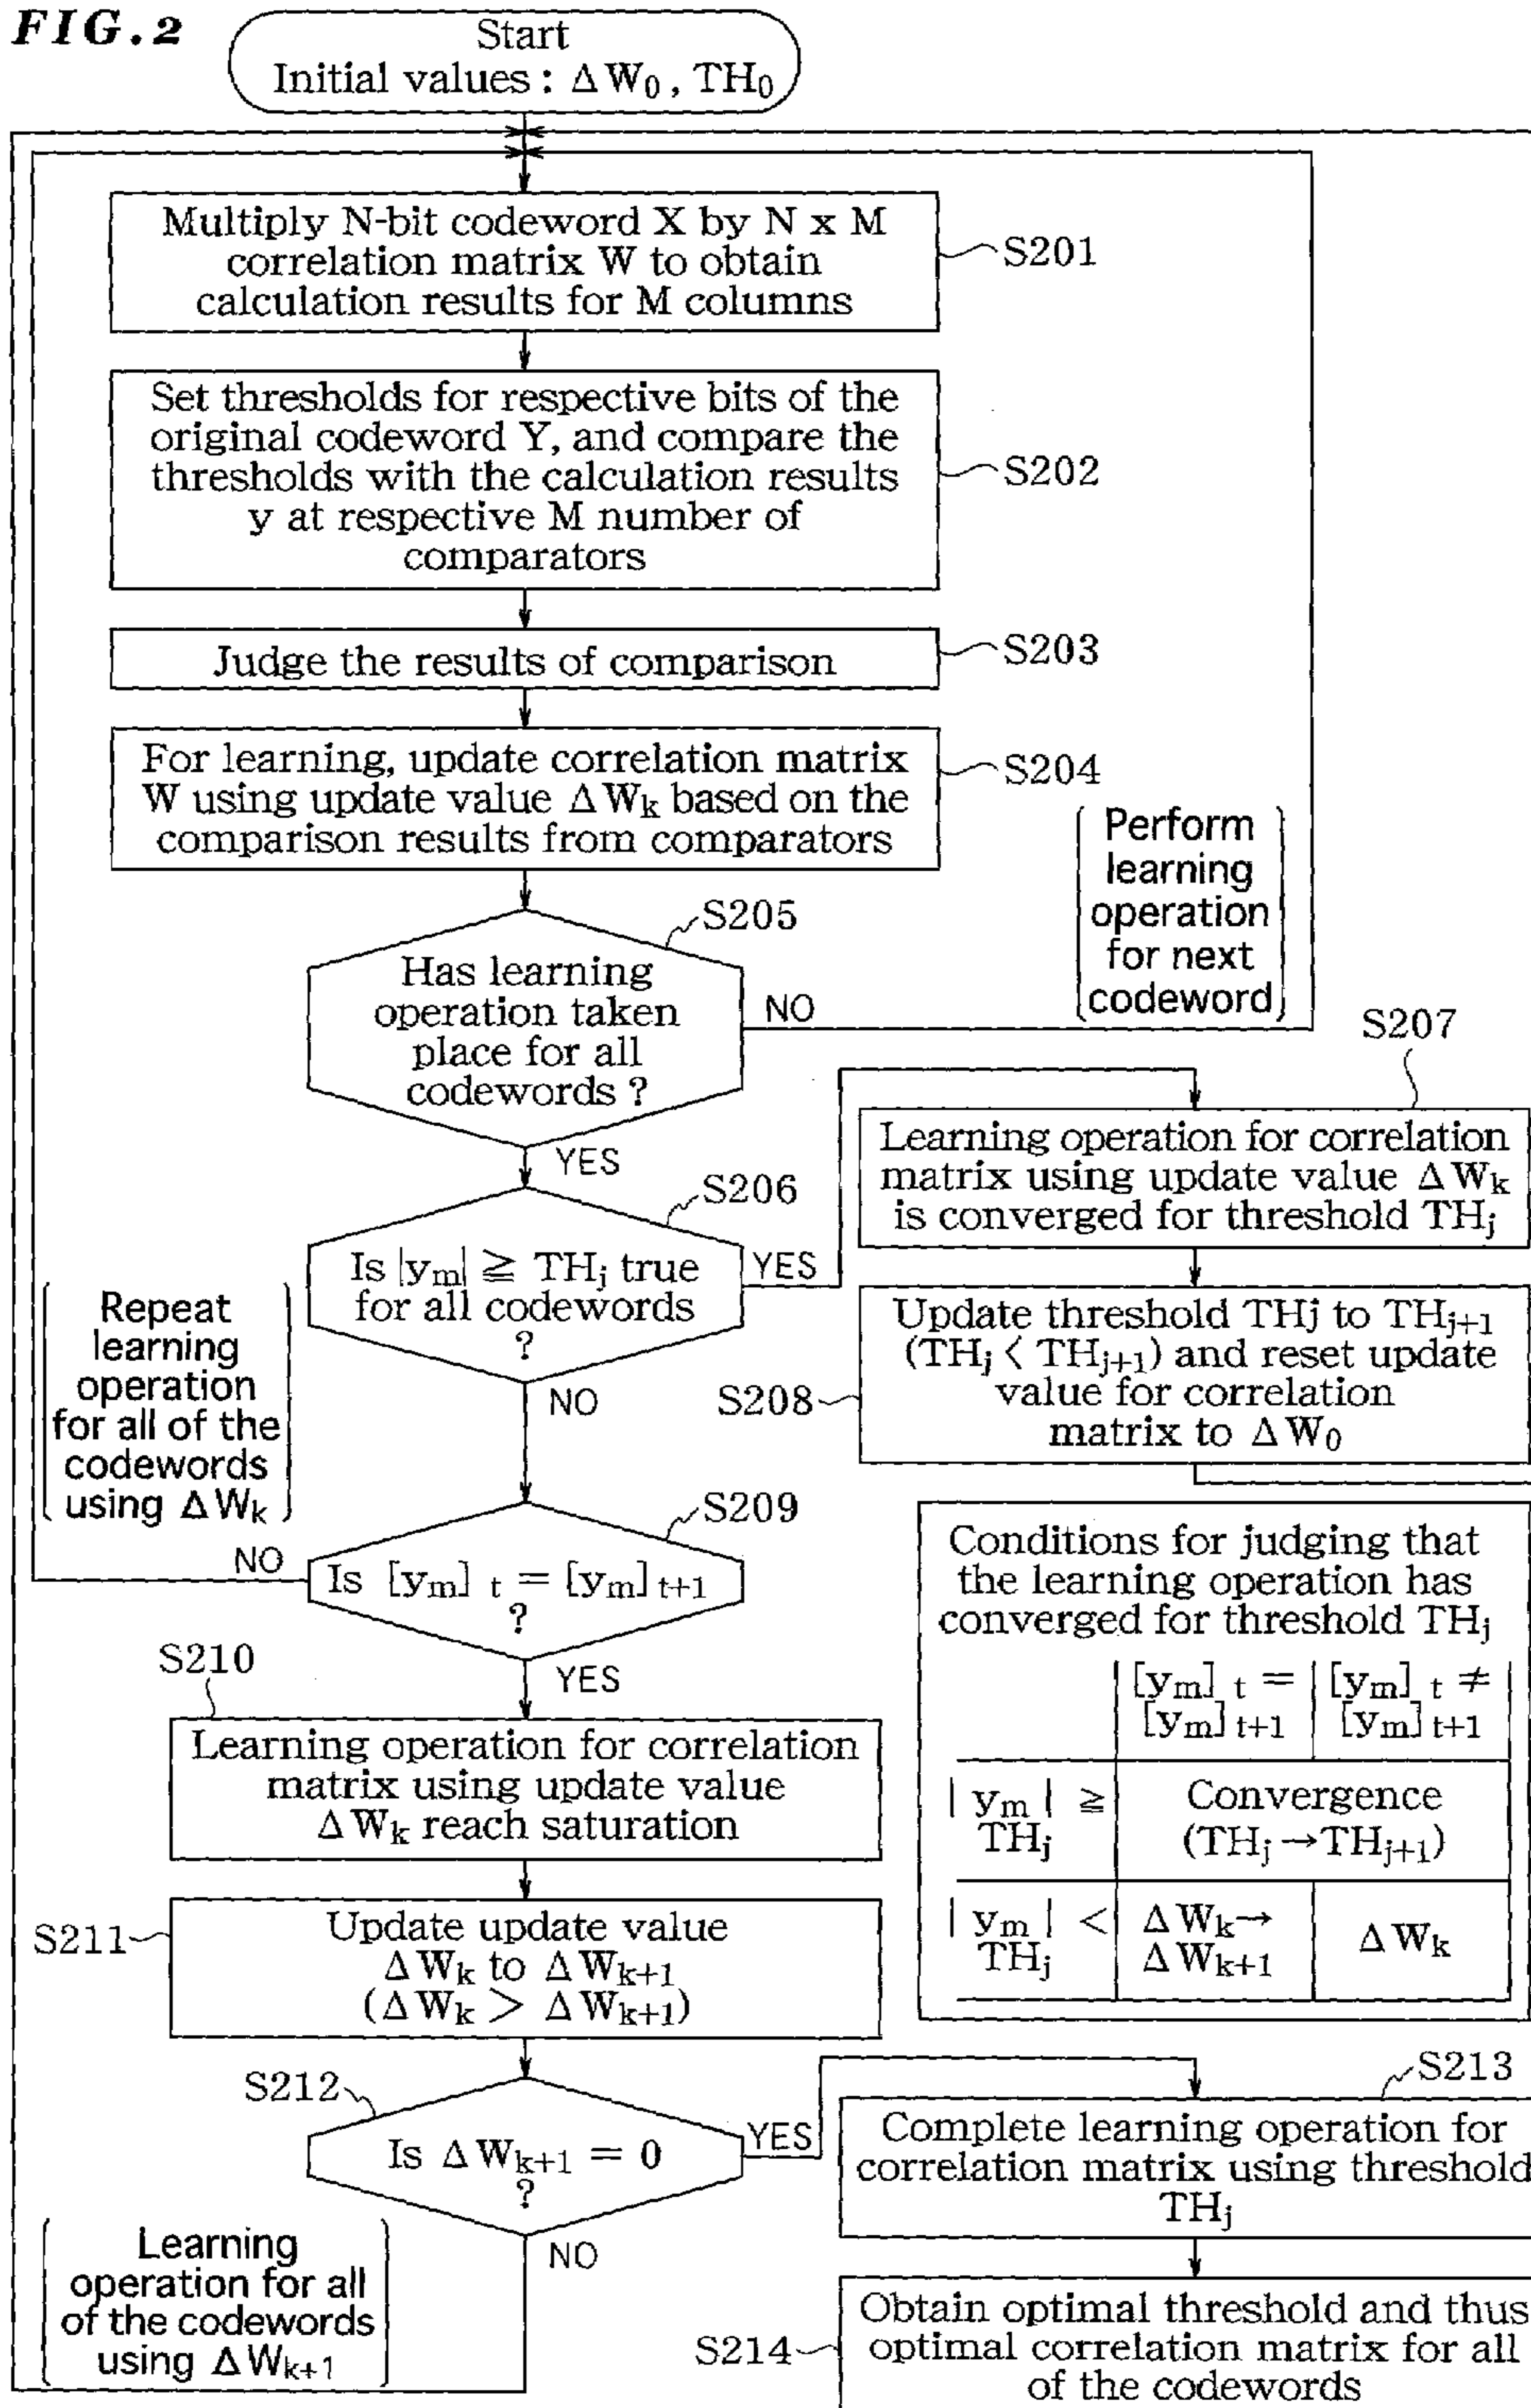 FIG.2
Start
Initial values : ΔW₀ , TH₀
Multiply N-bit codeword X by N x M
correlation matrix W to obtain
calculation results for M columns
S201
Set thresholds for respective bits of the
original codeword Y, and compare the
thresholds with the calculation results
y at respective M number of
comparators
S202
Judge the results of comparison
S203
For learning, update correlation matrix
W using update value ΔWₖ based on the
comparison results from comparators
S204
Perform
learning
operation
for next
codeword
S205
Has learning
operation taken
place for all
codewords ?
NO
YES
S207
Learning operation for correlation
matrix using update value ΔWₖ
is converged for threshold THⱼ
S206
Is |yₘ| ≧ THⱼ true
for all codewords
?
YES
NO
Update threshold THj to THⱼ₊₁
(THⱼ < THⱼ₊₁) and reset update
value for correlation
matrix to ΔW₀
S208
Repeat
learning
operation
for all of the
codewords
using ΔWₖ
S209
Is [yₘ] ₜ = [yₘ] ₜ₊₁
?
NO
YES
Conditions for judging that
the learning operation has
converged for threshold THⱼ
[yₘ] ₜ =
[yₘ] ₜ₊₁
[yₘ] ₜ ≠
[yₘ] ₜ₊₁
| yₘ | ≧
THⱼ
Convergence
(THⱼ →THⱼ₊₁)
| yₘ | <
THⱼ
ΔWₖ→
ΔWₖ₊₁
ΔWₖ
S210
Learning operation for correlation
matrix using update value
ΔWₖ reach saturation
S211
Update update value
ΔWₖ to ΔWₖ₊₁
(ΔWₖ > ΔWₖ₊₁)
S212
Is ΔWₖ₊₁ = 0
?
YES
NO
S213
Complete learning operation for
correlation matrix using threshold
THⱼ
Learning
operation for all
of the codewords
using ΔWₖ₊₁
S214
Obtain optimal threshold and thus
optimal correlation matrix for all
of the codewords